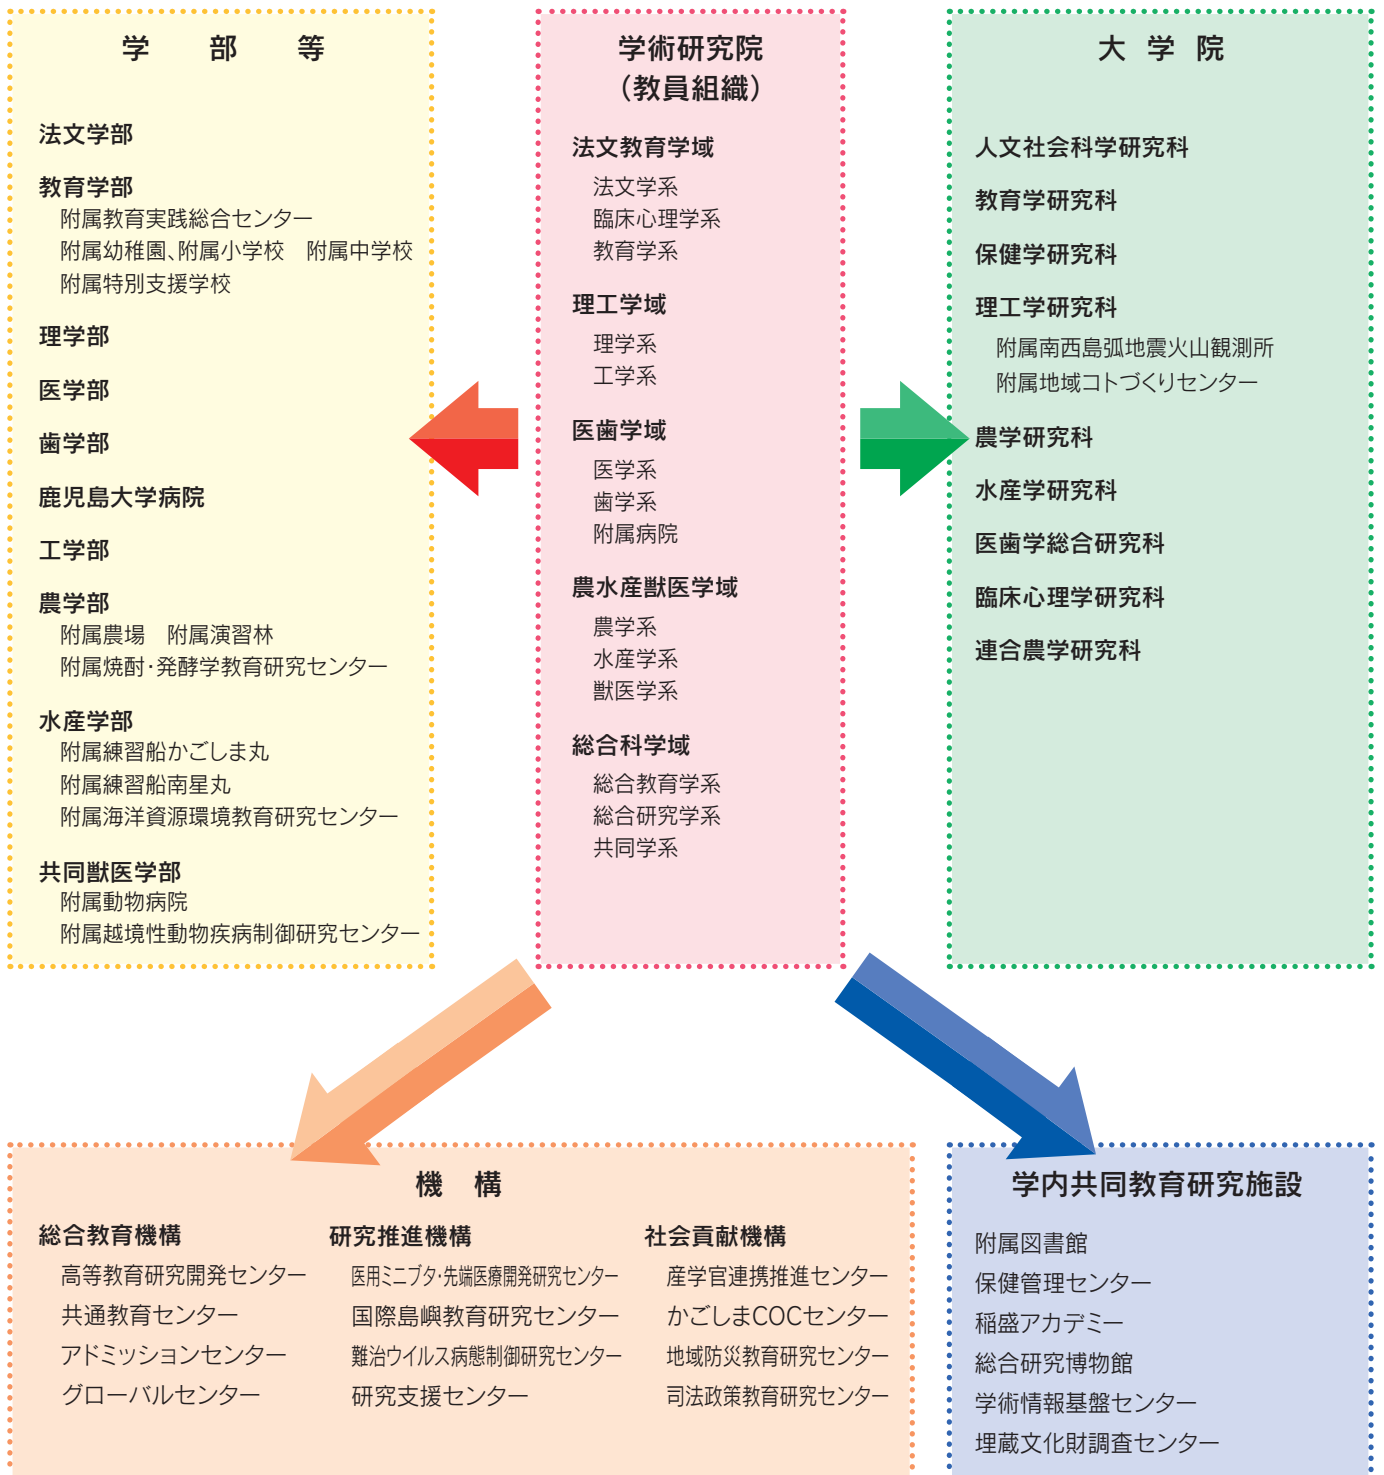 学部等
法文学部
教育学部
附属教育実践総合センター
附属幼稚園、附属小学校　附属中学校
附属特別支援学校
理学部
医学部
歯学部
鹿児島大学病院
工学部
農学部
附属農場　附属演習林
附属焼酎・発酵学教育研究センター
水産学部
附属練習船かごしま丸
附属練習船南星丸
附属海洋資源環境教育研究センター
共同獣医学部
附属動物病院
附属越境性動物疾病制御研究センター
学術研究院
（教員組織）
法文教育学域
法文学系
臨床心理学系
教育学系
理工学域
理学系
工学系
医歯学域
医学系
歯学系
附属病院
農水産獣医学域
農学系
水産学系
獣医学系
総合科学域
総合教育学系
総合研究学系
共同学系
大学院
人文社会科学研究科
教育学研究科
保健学研究科
理工学研究科
附属南西島弧地震火山観測所
附属地域コトづくりセンター
農学研究科
水産学研究科
医歯学総合研究科
臨床心理学研究科
連合農学研究科
機構
総合教育機構
高等教育研究開発センター
共通教育センター
アドミッションセンター
グローバルセンター
研究推進機構
医用ミニブタ・先端医療開発研究センター
国際島嶼教育研究センター
難治ウイルス病態制御研究センター
研究支援センター
社会貢献機構
産学官連携推進センター
かごしまCOCセンター
地域防災教育研究センター
司法政策教育研究センター
学内共同教育研究施設
附属図書館
保健管理センター
稲盛アカデミー
総合研究博物館
学術情報基盤センター
埋蔵文化財調査センター